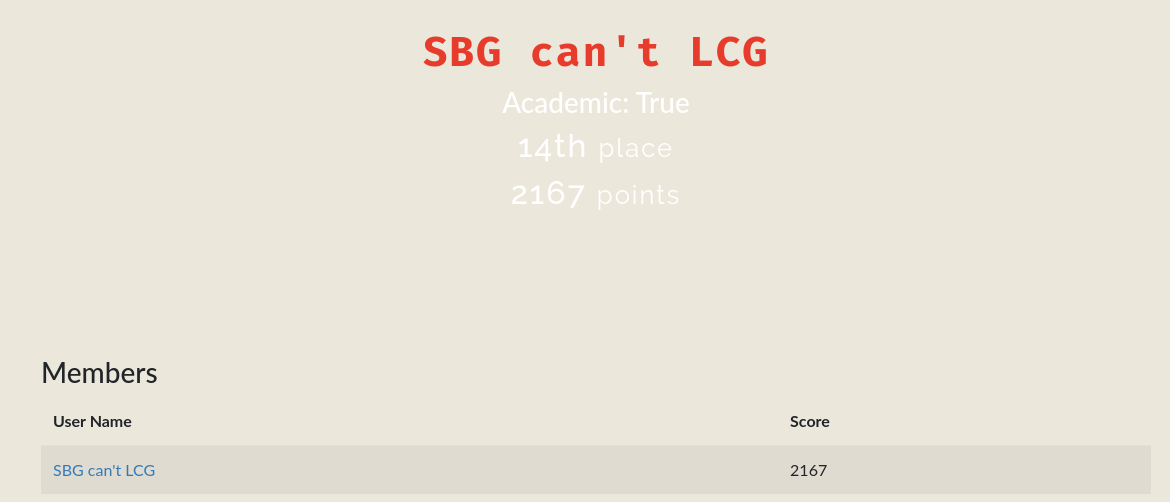 SBG can't LCG
Academic: True
14th place
2167 points
Members
User Name Score
SBG can't LCG 2167